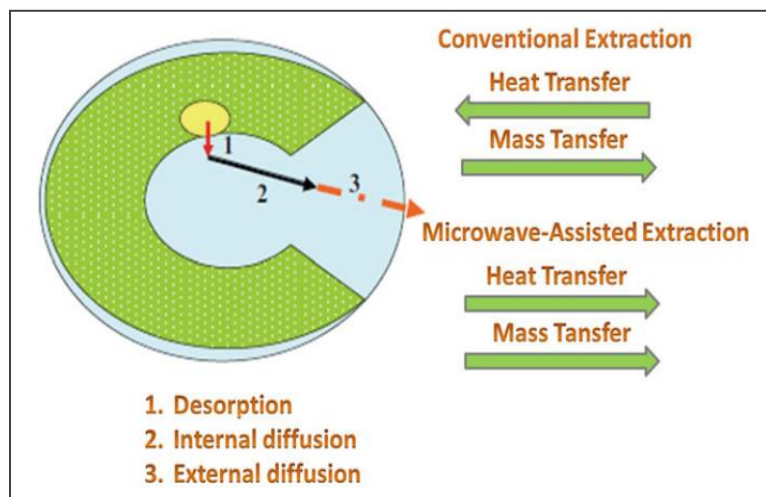 Conventional Extraction
Heat Transfer
Mass Tansfer
1
2
3
Microwave-Assisted Extraction
Heat Transfer
Mass Tansfer
1. Desorption
2. Internal diffusion
3. External diffusion